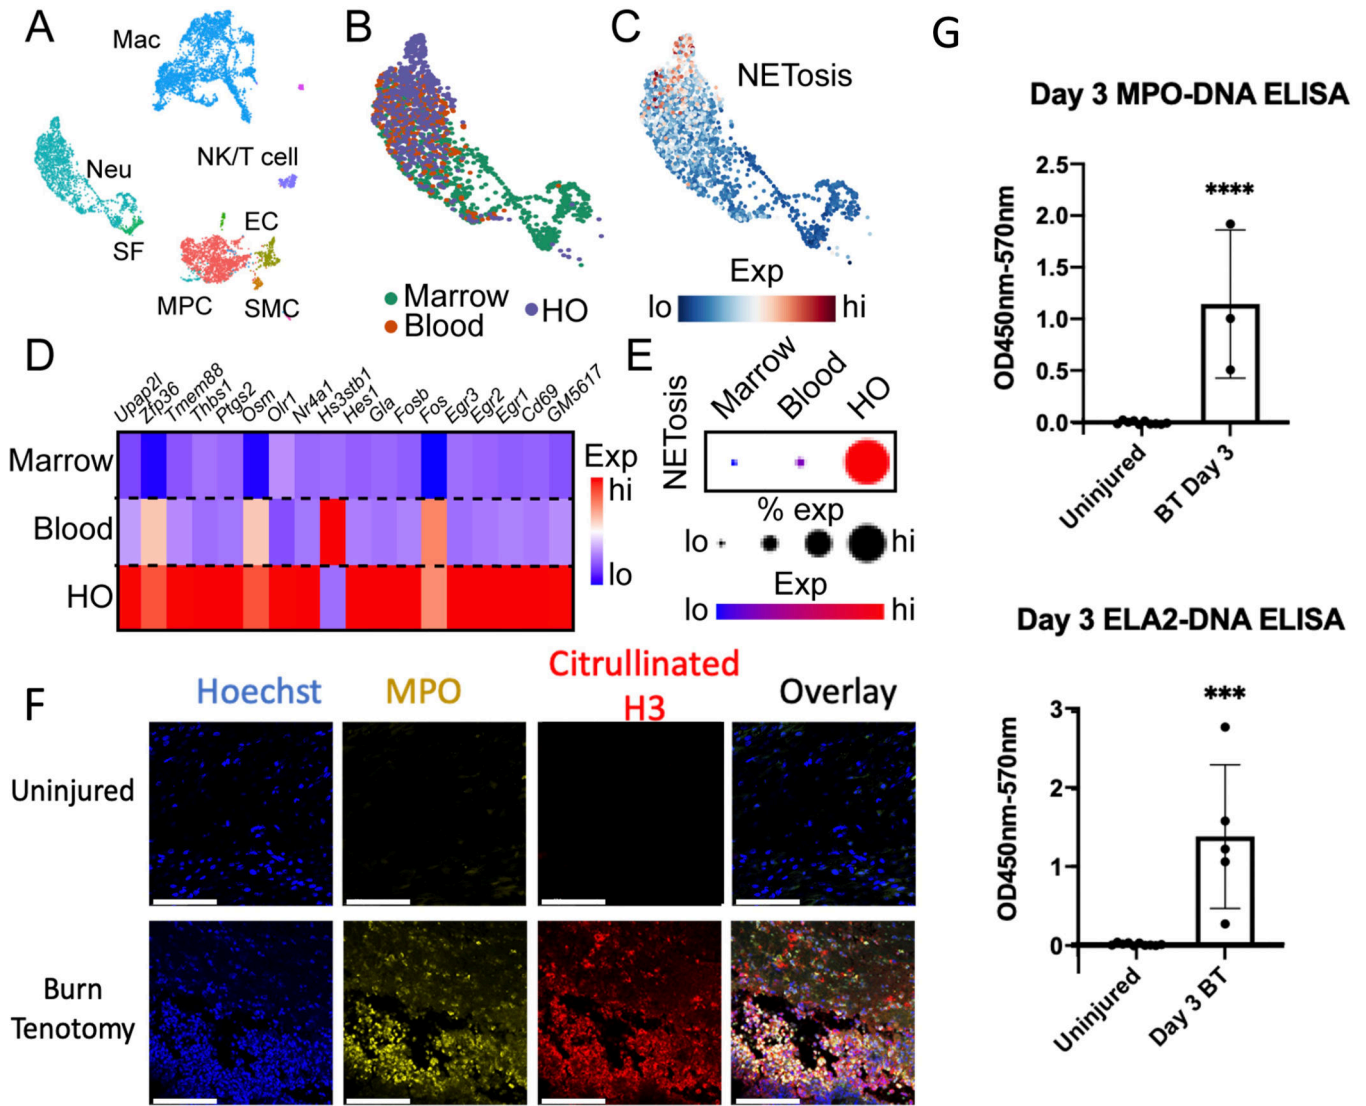 A
Mac
Neu
NK/T cell
SF
EC
MPC
SMC
B
Marrow
Blood
HO
C
NETosis
Exp
lo
hi
D
Upap2l
Zfp36
Tmem88
Thbs1
Ptgs2
Osm
Olr1
Nr4a1
Hs3stb1
Hes1
Gla
Fosb
Fos
Egr3
Egr2
Egr1
Cd69
GM5617
Marrow
Blood
HO
Exp
hi
lo
E
NETosis
Marrow
Blood
HO
% exp
lo
hi
Exp
lo
hi
F
Hoechst
MPO
Citrullinated
H3
Overlay
Uninjured
Burn
Tenotomy
G
Day 3 MPO-DNA ELISA
OD450nm-570nm
2.5
2.0
1.5
1.0
0.5
0.0
****
Uninjured
BT Day 3
Day 3 ELA2-DNA ELISA
OD450nm-570nm
3
2
1
0
***
Uninjured
Day 3 BT